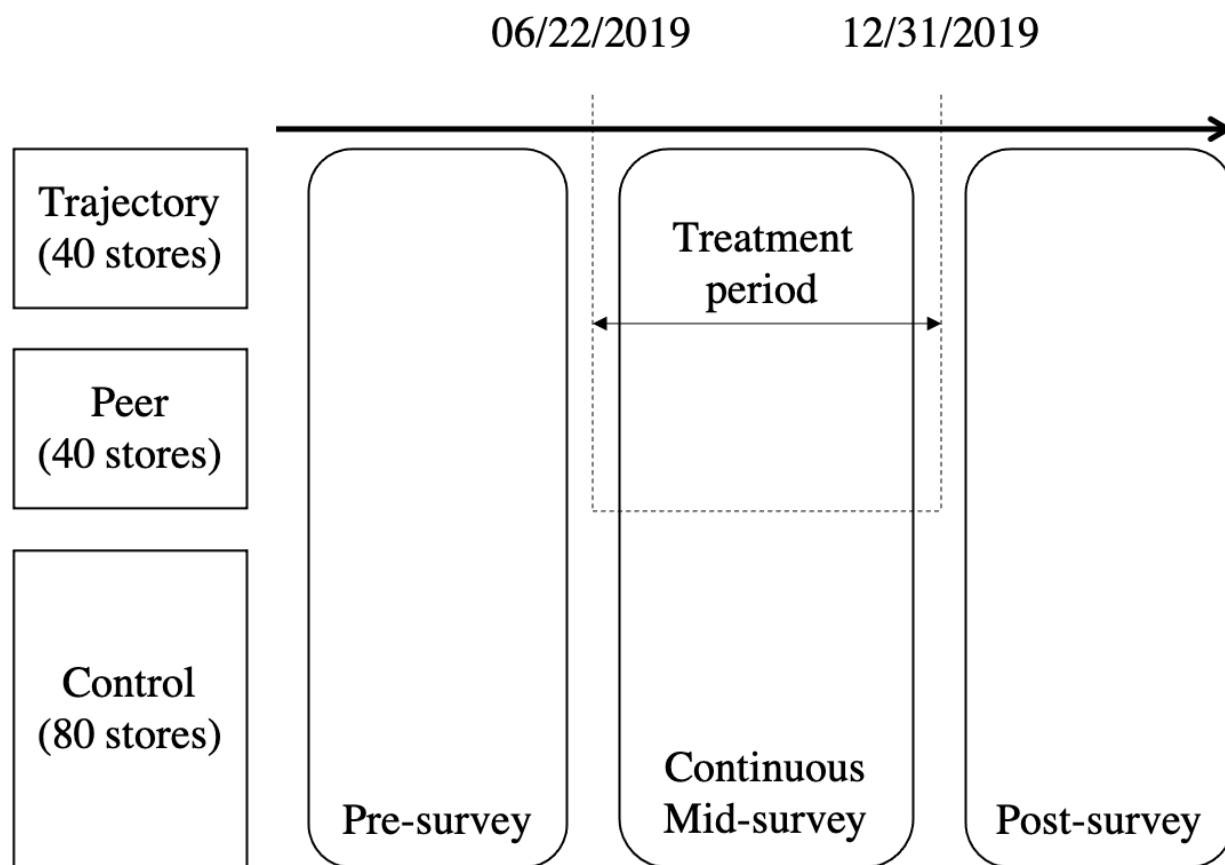 06/22/2019
12/31/2019
Trajectory
(40 stores)
Peer
(40 stores)
Control
(80 stores)
Treatment
period
Pre-survey
Continuous
Mid-survey
Post-survey